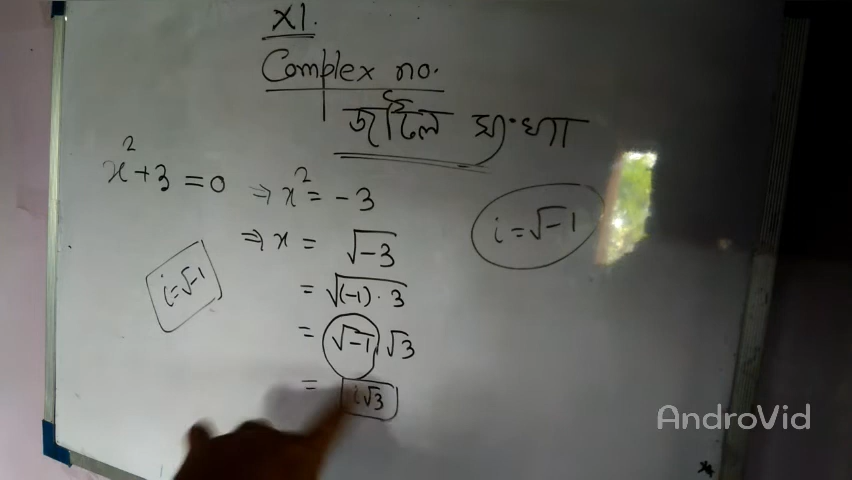 XI.
Complex no.
জটিল সংখ্যা
x² + 3 = 0 ⇒ x² = -3
⇒ x = √-3
= √(-1) · 3
= √-1 √3
= i√3
i = √-1
i = √-1
AndroVid